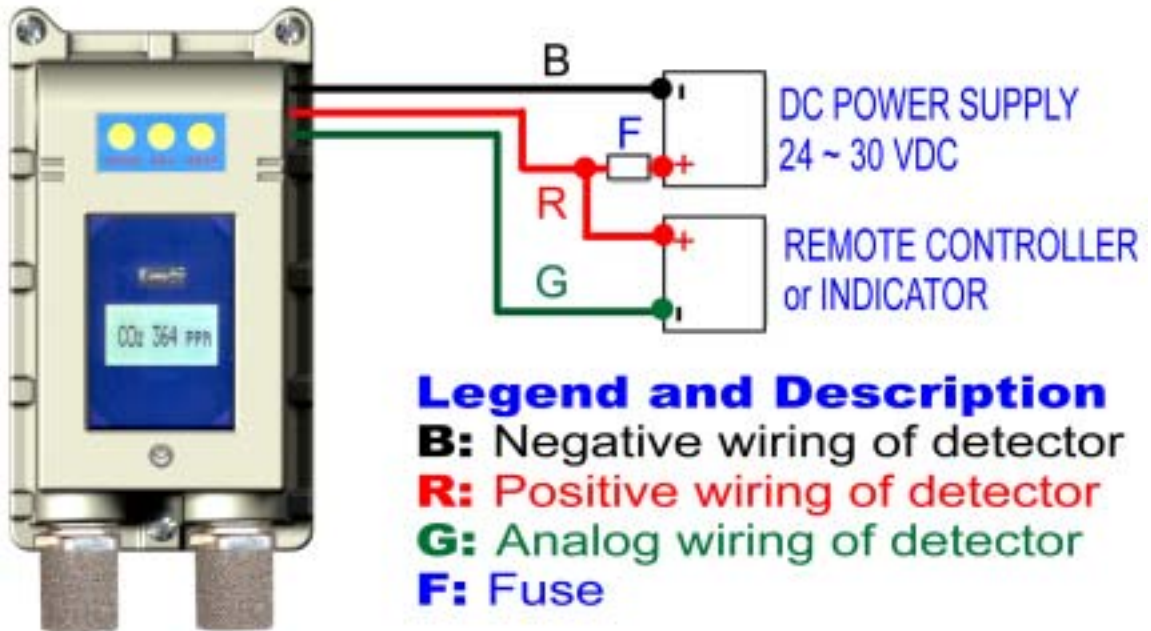 B
DC POWER SUPPLY
24 ~ 30 VDC
F
+
R
+
REMOTE CONTROLLER
or INDICATOR
G
CO₂ 364 PPM
Legend and Description
B: Negative wiring of detector
R: Positive wiring of detector
G: Analog wiring of detector
F: Fuse